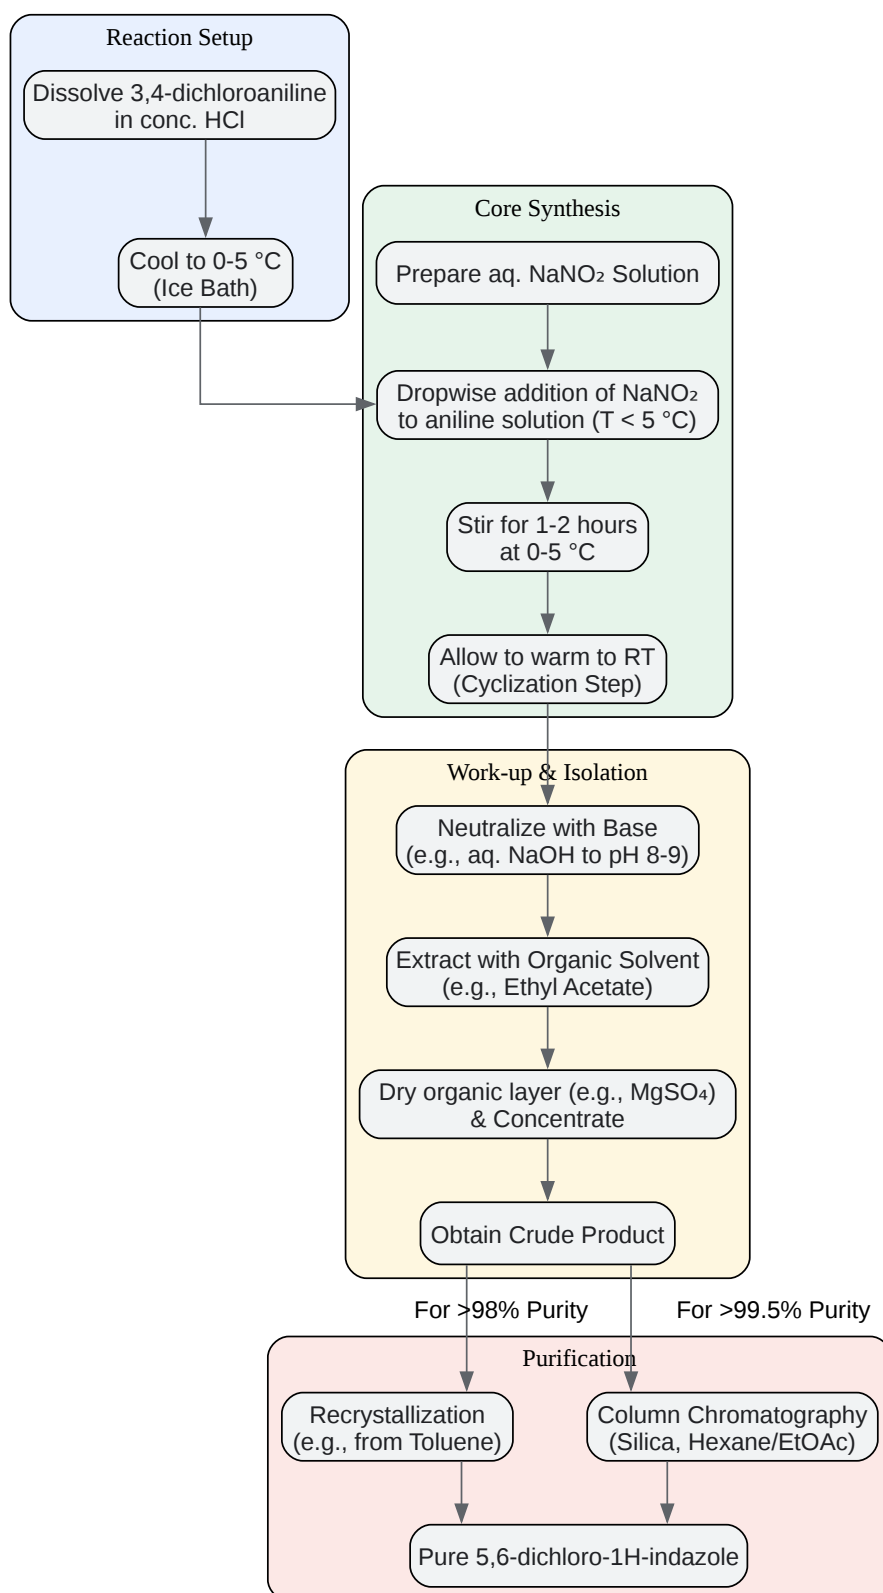 Reaction Setup
Dissolve 3,4-dichloroaniline
in conc. HCl
Cool to 0-5 °C
(Ice Bath)
Core Synthesis
Prepare aq. NaNO₂ Solution
Dropwise addition of NaNO₂
to aniline solution (T < 5 °C)
Stir for 1-2 hours
at 0-5 °C
Allow to warm to RT
(Cyclization Step)
Work-up & Isolation
Neutralize with Base
(e.g., aq. NaOH to pH 8-9)
Extract with Organic Solvent
(e.g., Ethyl Acetate)
Dry organic layer (e.g., MgSO₄)
& Concentrate
Obtain Crude Product
For >98% Purity
For >99.5% Purity
Purification
Recrystallization
(e.g., from Toluene)
Column Chromatography
(Silica, Hexane/EtOAc)
Pure 5,6-dichloro-1H-indazole